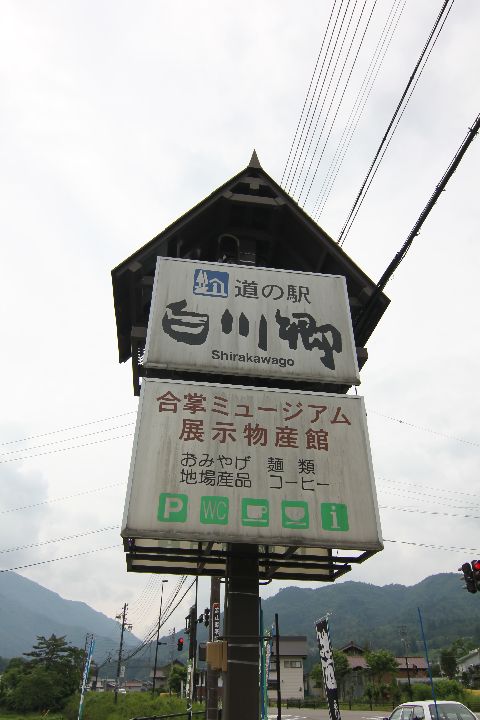 道の駅
白川郷
Shirakawago
合掌ミュージアム
展示物産館
おみやげ 麺類
地場産品 コーヒー
P WC i